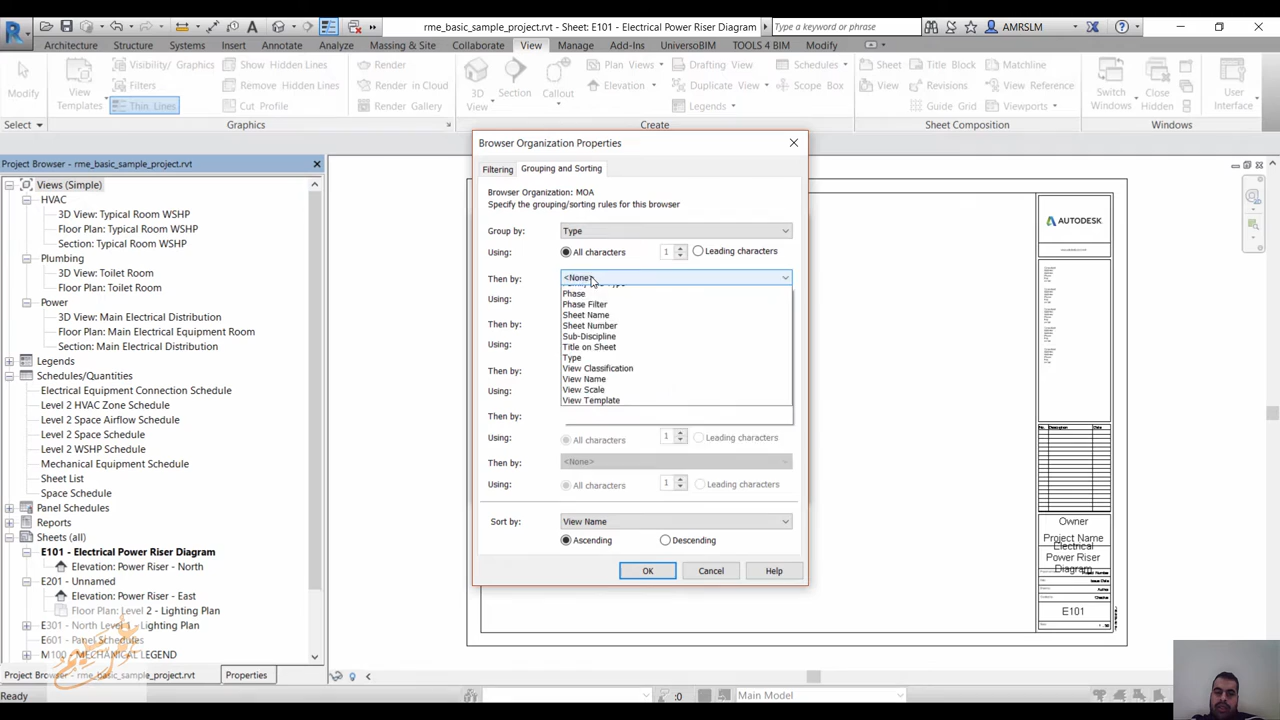 rme_basic_sample_project.rvt - Sheet: E101 - Electrical Power Riser Diagram
Type a keyword or phrase
AMRSLM
Architecture Structure Systems Insert Annotate Analyze Massing & Site Collaborate View Manage Add-Ins UniversoBIM TOOLS 4 BIM Modify
Modify
View Templates
Visibility/ Graphics
Filters
Thin Lines
Show Hidden Lines
Remove Hidden Lines
Cut Profile
Render
Render in Cloud
Render Gallery
3D View
Section
Callout
Plan Views
Elevation
Drafting View
Duplicate View
Legends
Schedules
Scope Box
Sheet
View
Title Block
Revisions
Guide Grid
Matchline
View Reference
Viewports
Switch Windows
Close Hidden
User Interface
Select
Graphics
Create
Sheet Composition
Windows
Project Browser - rme_basic_sample_project.rvt
Views (Simple)
HVAC
3D View: Typical Room WSHP
Floor Plan: Typical Room WSHP
Section: Typical Room WSHP
Plumbing
3D View: Toilet Room
Floor Plan: Toilet Room
Power
3D View: Main Electrical Distribution
Floor Plan: Main Electrical Equipment Room
Section: Main Electrical Distribution
Legends
Schedules/Quantities
Electrical Equipment Connection Schedule
Level 2 HVAC Zone Schedule
Level 2 Space Airflow Schedule
Level 2 Space Lighting Schedule
Level 2 WSHP Schedule
Mechanical Equipment Schedule
Sheet List
Space Schedule
Panel Schedules
Reports
Sheets (all)
E101 - Electrical Power Riser Diagram
Elevation: Power Riser - North
E201 - Unnamed
Elevation: Power Riser - East
Floor Plan: Level 2 - Lighting Plan
E301 - North Level 1 - Lighting Plan
E601 - Panel Schedules
M100 - MECHANICAL LEGEND
Project Browser - rme_basic_sample_project.rvt
Properties
Ready
Browser Organization Properties
Filtering
Grouping and Sorting
Browser Organization: MOA
Specify the grouping/sorting rules for this browser
Group by: Type
Using: All characters 1 Leading characters
Then by: <None>
Phase
Phase Filter
Sheet Name
Sheet Number
Sub-Discipline
Title on Sheet
Type
View Classification
View Name
View Scale
View Template
Using:
Then by:
Using:
Then by:
Using:
Then by:
Using: All characters 1 Leading characters
Then by: <None>
Using: All characters 1 Leading characters
Sort by: View Name
Ascending
Descending
OK
Cancel
Help
AUTODESK
No. Description Date
Owner
Project Name
Electrical
Power Riser
Diagram
E101
:0
Main Model